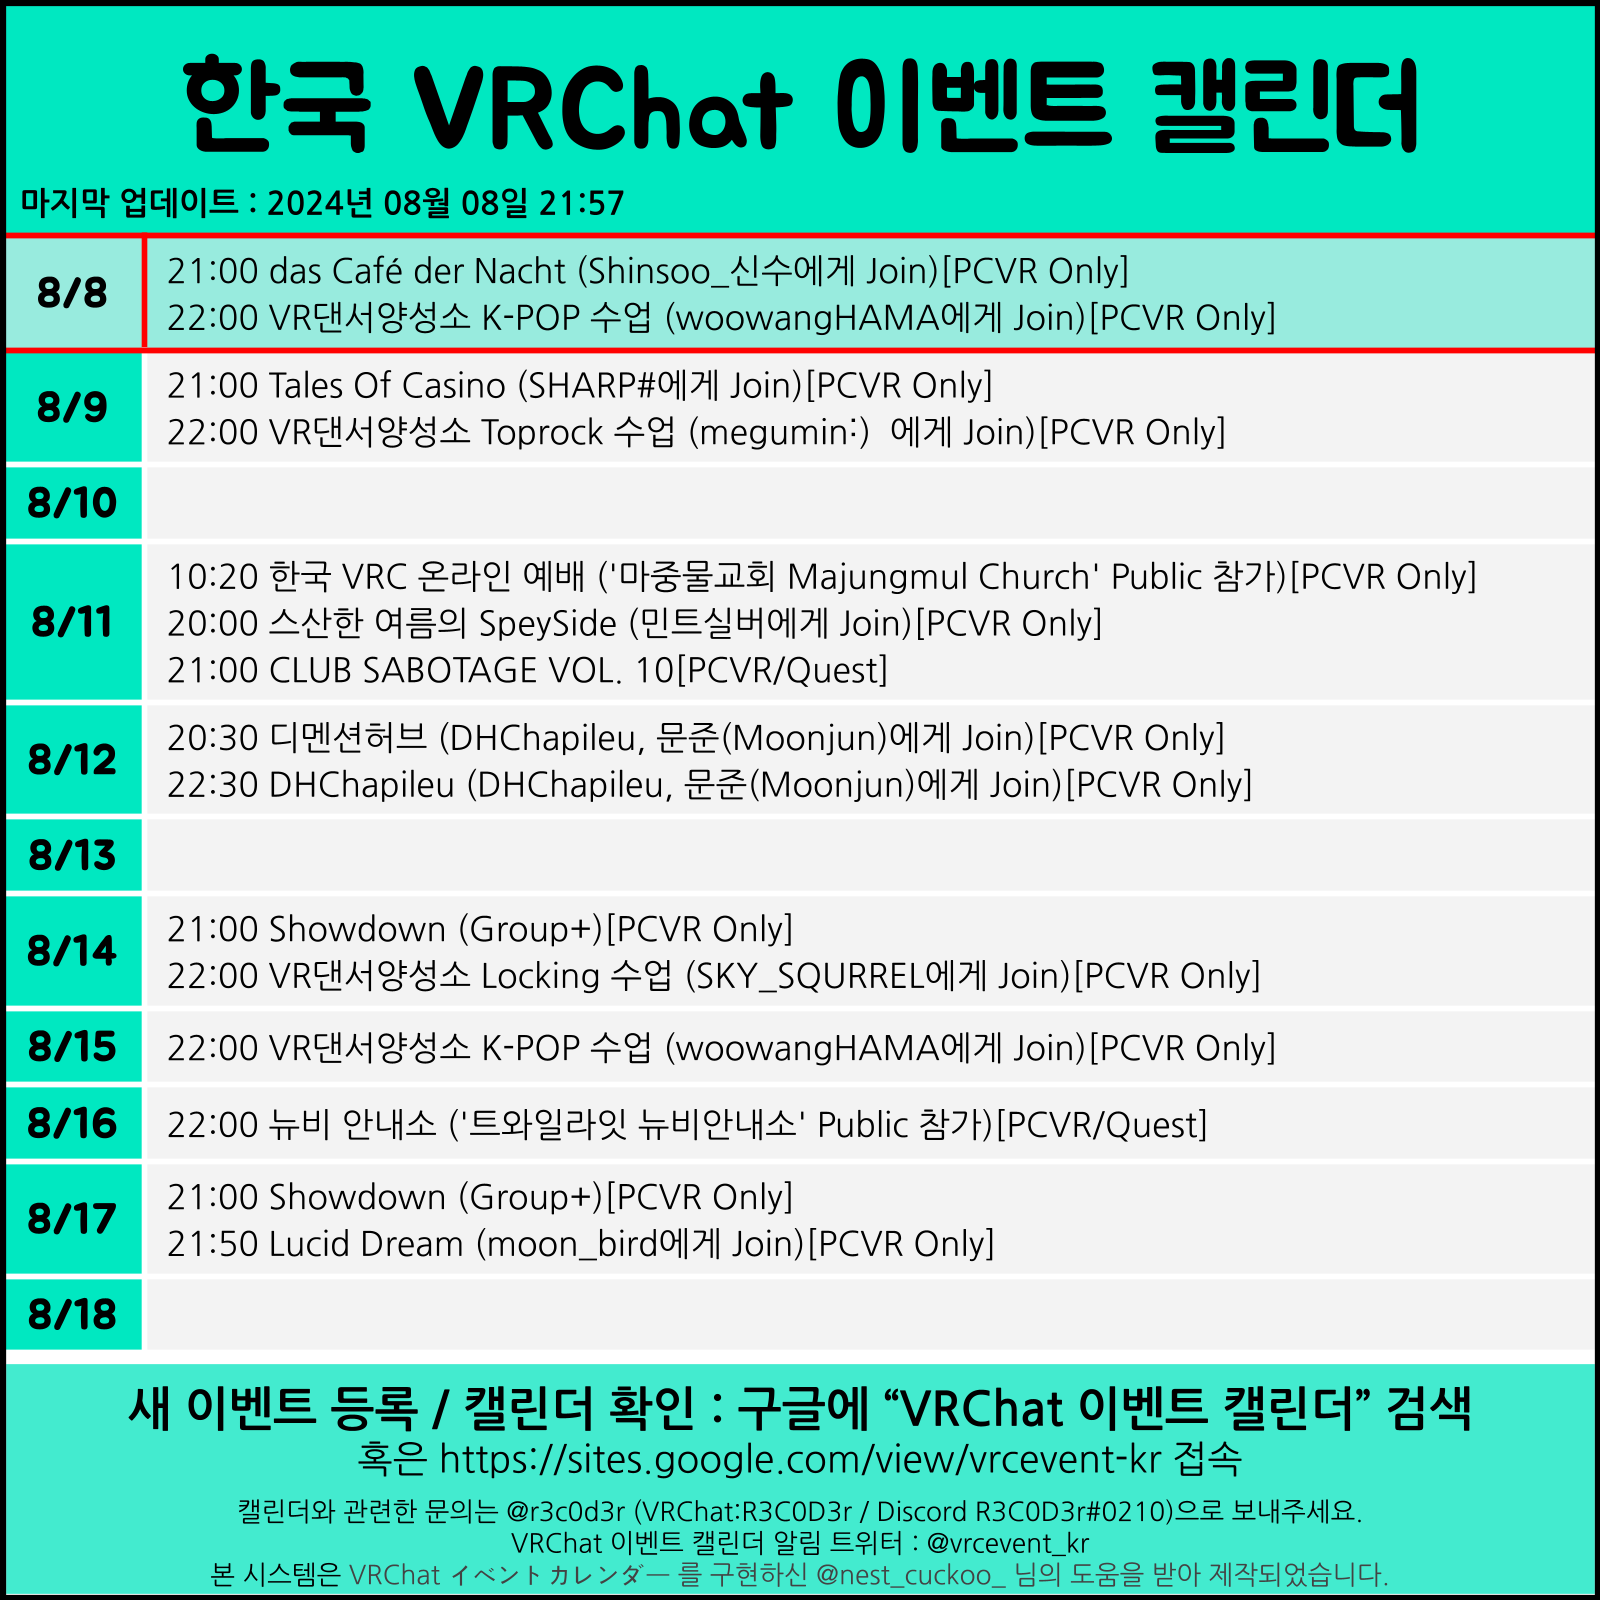 한국 VRChat 이벤트 캘린더
마지막 업데이트 : 2024년 08월 08일 21:57
8/8
21:00 das Café der Nacht (Shinsoo_신수에게 Join)[PCVR Only]
22:00 VR댄서양성소 K-POP 수업 (woowangHAMA에게 Join)[PCVR Only]
8/9
21:00 Tales Of Casino (SHARP#에게 Join)[PCVR Only]
22:00 VR댄서양성소 Toprock 수업 (megumin:)  에게 Join)[PCVR Only]
8/10
8/11
10:20 한국 VRC 온라인 예배 ('마중물교회 Majungmul Church' Public 참가)[PCVR Only]
20:00 스산한 여름의 SpeySide (민트실버에게 Join)[PCVR Only]
21:00 CLUB SABOTAGE VOL. 10[PCVR/Quest]
8/12
20:30 디멘션허브 (DHChapileu, 문준(Moonjun)에게 Join)[PCVR Only]
22:30 DHChapileu (DHChapileu, 문준(Moonjun)에게 Join)[PCVR Only]
8/13
8/14
21:00 Showdown (Group+)[PCVR Only]
22:00 VR댄서양성소 Locking 수업 (SKY_SQURREL에게 Join)[PCVR Only]
8/15
22:00 VR댄서양성소 K-POP 수업 (woowangHAMA에게 Join)[PCVR Only]
8/16
22:00 뉴비 안내소 ('트와일라잇 뉴비안내소' Public 참가)[PCVR/Quest]
8/17
21:00 Showdown (Group+)[PCVR Only]
21:50 Lucid Dream (moon_bird에게 Join)[PCVR Only]
8/18
새 이벤트 등록 / 캘린더 확인 : 구글에 “VRChat 이벤트 캘린더” 검색
혹은 https://sites.google.com/view/vrcevent-kr 접속
캘린더와 관련한 문의는 @r3c0d3r (VRChat:R3C0D3r / Discord R3C0D3r#0210)으로 보내주세요.
VRChat 이벤트 캘린더 알림 트위터 : @vrcevent_kr
본 시스템은 VRChat イベントカレンダー 를 구현하신 @nest_cuckoo_ 님의 도움을 받아 제작되었습니다.